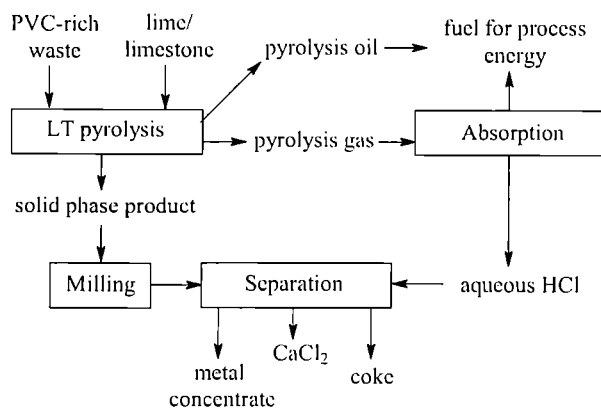 PVC-rich
waste
lime/
limestone
pyrolysis oil
fuel for process
energy
LT pyrolysis
pyrolysis gas
Absorption
solid phase product
Milling
Separation
aqueous HCl
metal
concentrate
CaCl₂
coke